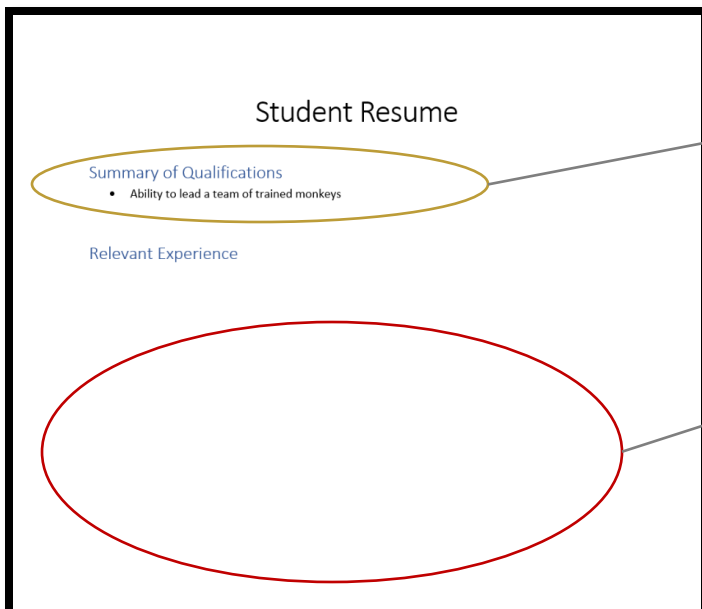 Student Resume
Summary of Qualifications
• Ability to lead a team of trained monkeys
Relevant Experience